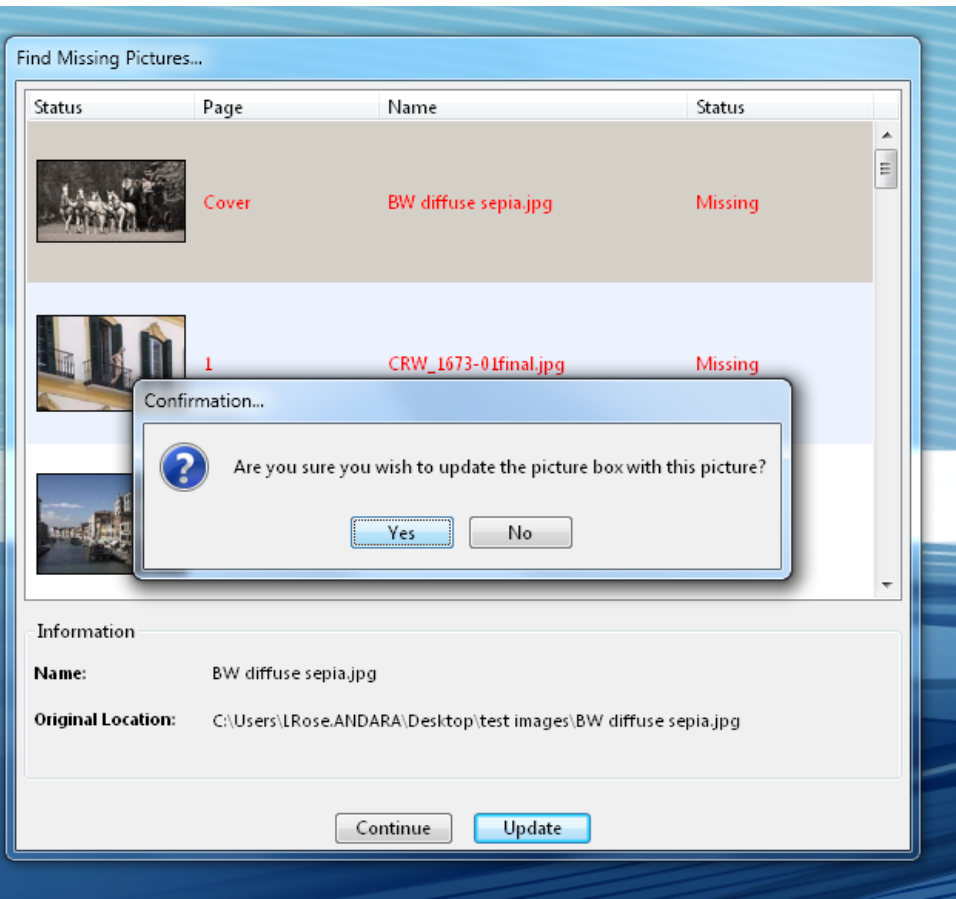 Find Missing Pictures...
Status Page Name Status
Cover BW diffuse sepia.jpg Missing
1 CRW_1673-01final.jpg Missing
Confirmation...
Are you sure you wish to update the picture box with this picture?
Yes No
Information
Name: BW diffuse sepia.jpg
Original Location: C:\Users\LRose.ANDARA\Desktop\test images\BW diffuse sepia.jpg
Continue Update